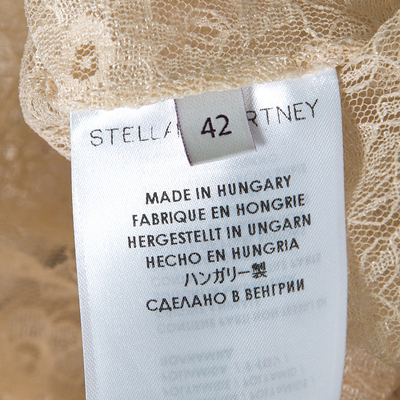 STELLA 42 RTNEY
MADE IN HUNGARY
FABRIQUE EN HONGRIE
HERGESTELLT IN UNGARN
HECHO EN HUNGRIA
ハンガリー製
СДЕЛАНО В ВЕНГРИИ